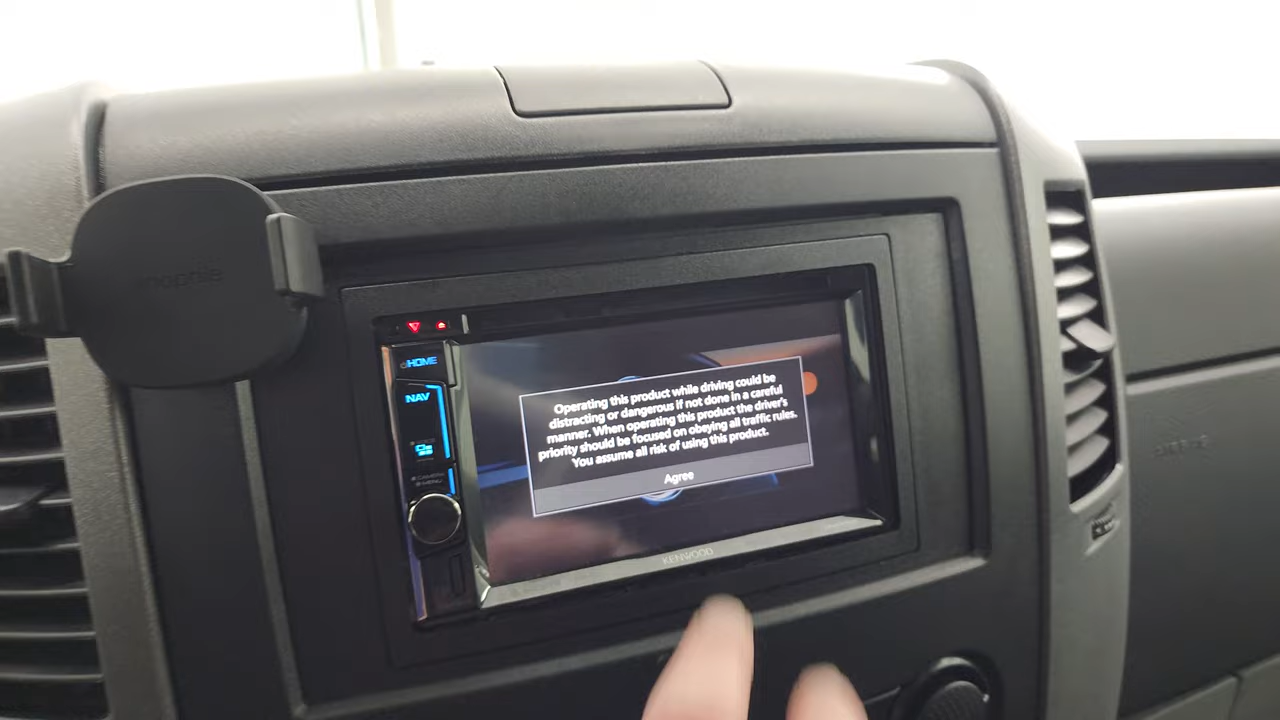 HOME
NAV
Operating this product while driving could be
distracting or dangerous if not done in a careful
manner. When operating this product the driver's
priority should be focused on obeying all traffic rules.
You assume all risk of using this product.
Agree
CAMERA
MENU
KENWOOD